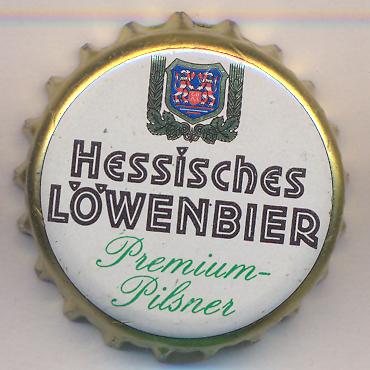 Hessisches
LÖWENBIER
Premium-
Pilsner